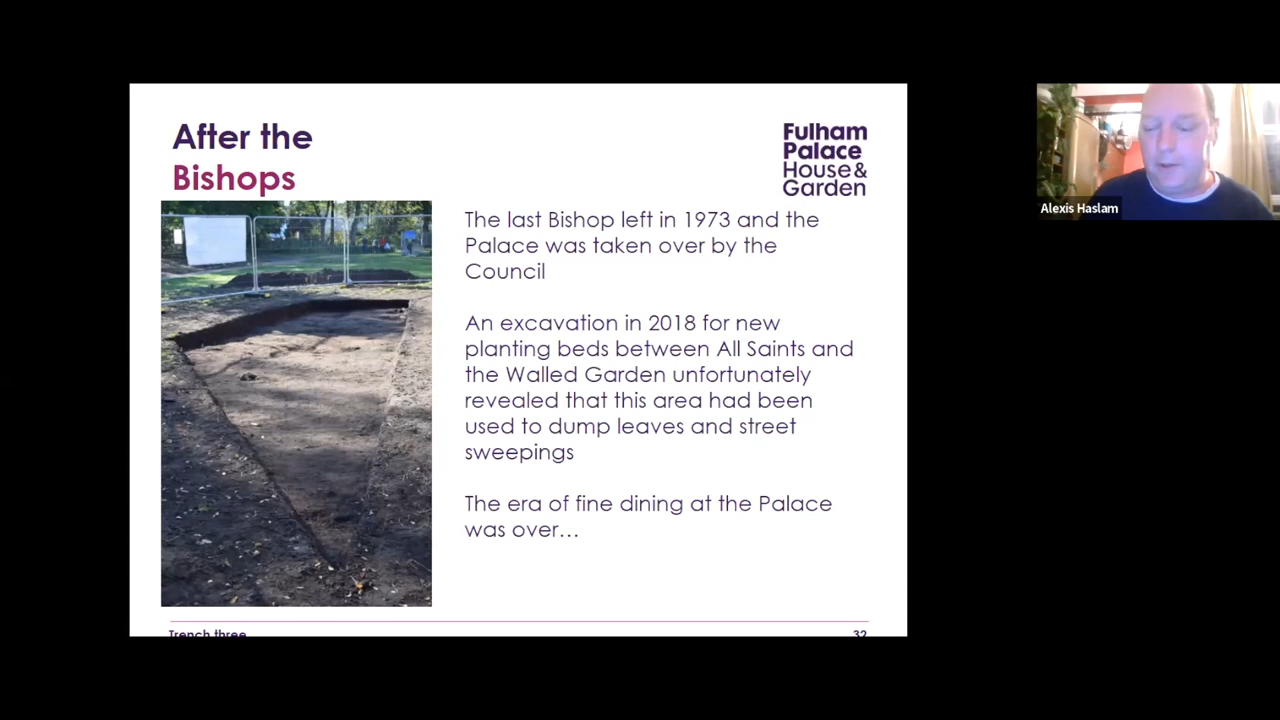 After the
Bishops
Fulham
Palace
House&
Garden
The last Bishop left in 1973 and the
Palace was taken over by the
Council
An excavation in 2018 for new
planting beds between All Saints and
the Walled Garden unfortunately
revealed that this area had been
used to dump leaves and street
sweepings
The era of fine dining at the Palace
was over…
Trench three
32
Alexis Haslam